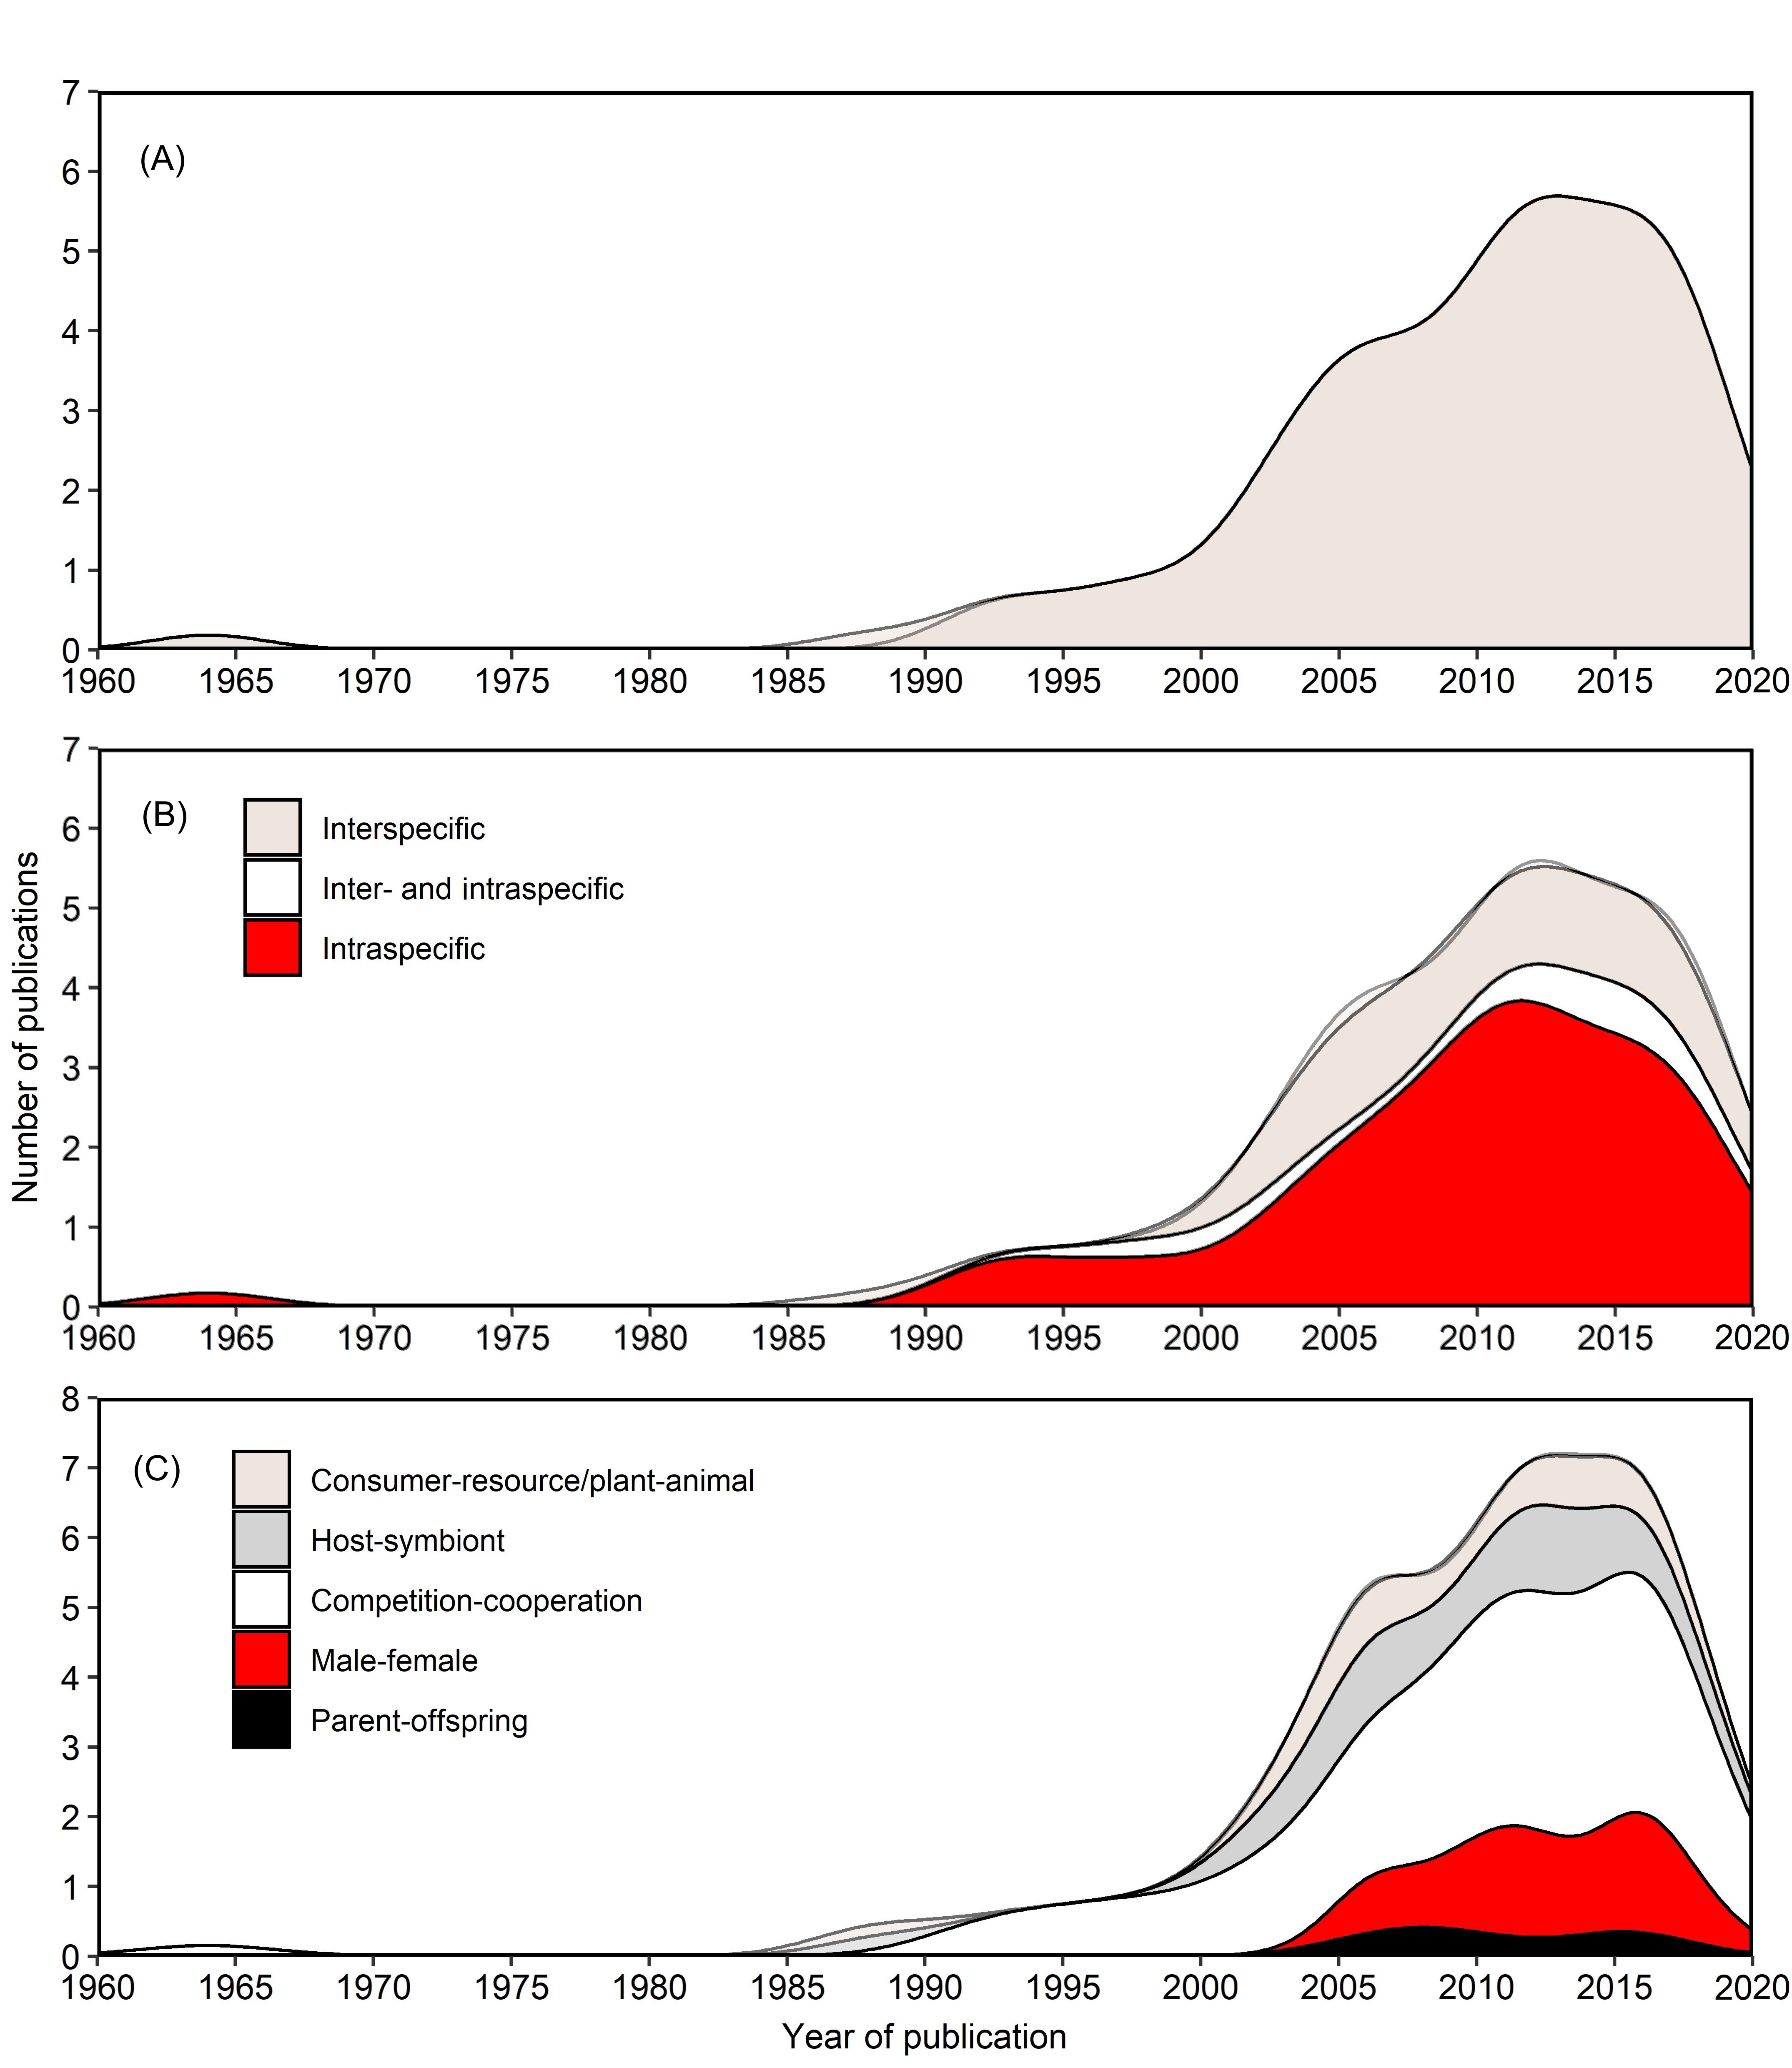 7
(A)
6
5
4
3
2
1
0
1960 1965 1970 1975 1980 1985 1990 1995 2000 2005 2010 2015 2020
Number of publications
7
(B)
6
Interspecific
Inter- and intraspecific
5
Intraspecific
4
3
2
1
0
1960 1965 1970 1975 1980 1985 1990 1995 2000 2005 2010 2015 2020
8
(C)
7
Consumer-resource/plant-animal
6
Host-symbiont
5
Competition-cooperation
4
Male-female
Parent-offspring
3
2
1
0
1960 1965 1970 1975 1980 1985 1990 1995 2000 2005 2010 2015 2020
Year of publication